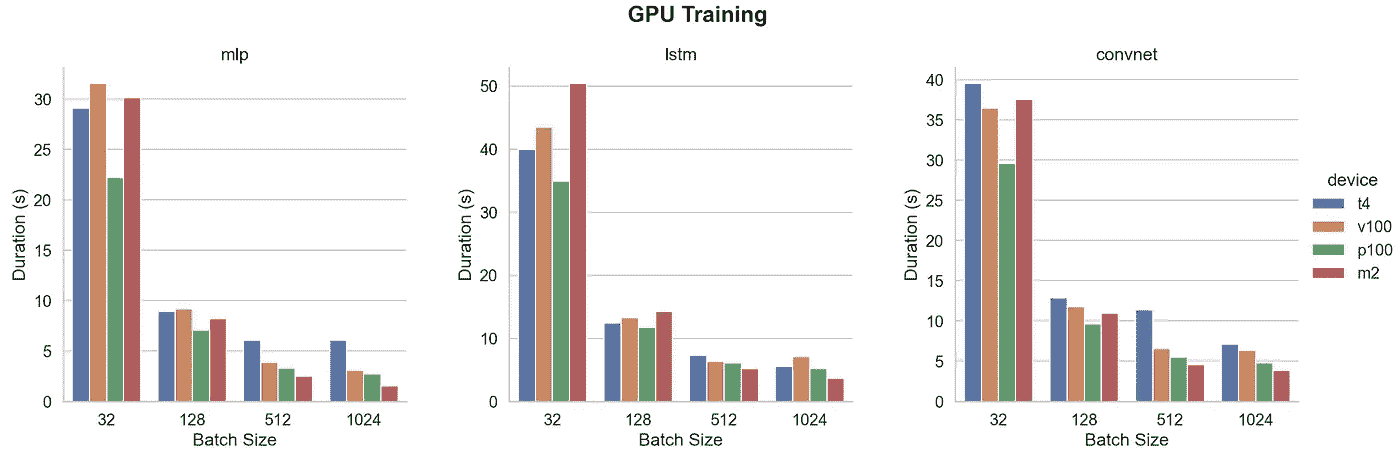 GPU Training
mlp
Duration (s)
30
25
20
15
10
5
0
32 128 512 1024
Batch Size
lstm
Duration (s)
50
40
30
20
10
0
32 128 512 1024
Batch Size
convnet
Duration (s)
40
35
30
25
20
15
10
5
0
32 128 512 1024
Batch Size
device
t4
v100
p100
m2